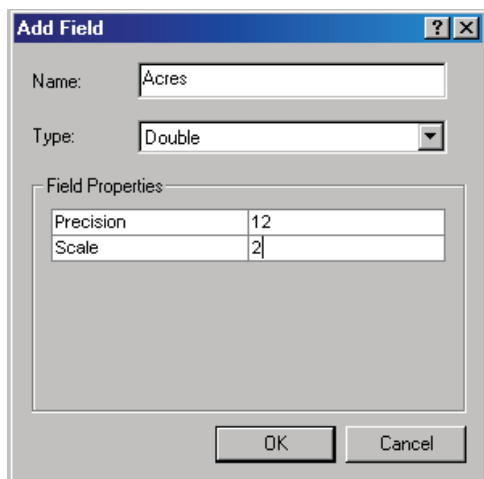 Add Field
Name: Acres
Type: Double
Field Properties
Precision 12
Scale 2
OK Cancel